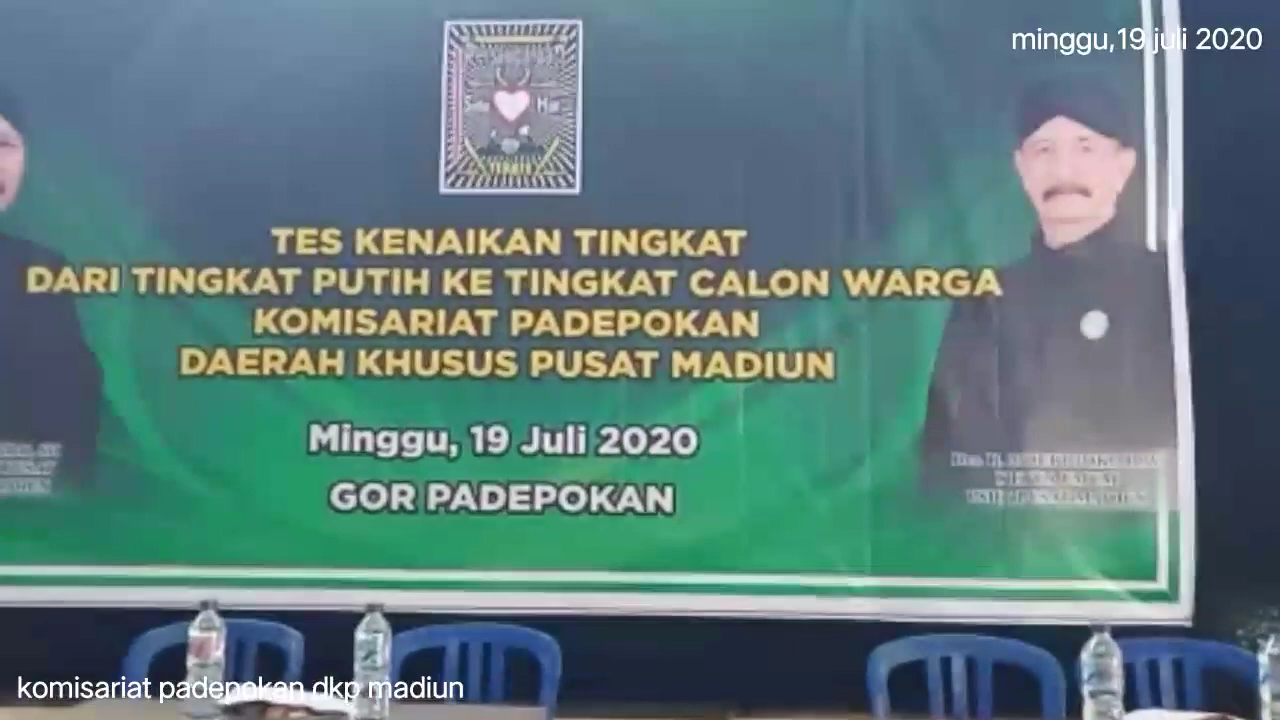 minggu,19 juli 2020
TES KENAIKAN TINGKAT
DARI TINGKAT PUTIH KE TINGKAT CALON WARGA
KOMISARIAT PADEPOKAN
DAERAH KHUSUS PUSAT MADIUN
Minggu, 19 Juli 2020
GOR PADEPOKAN
komisariat padepokan dkp madiun